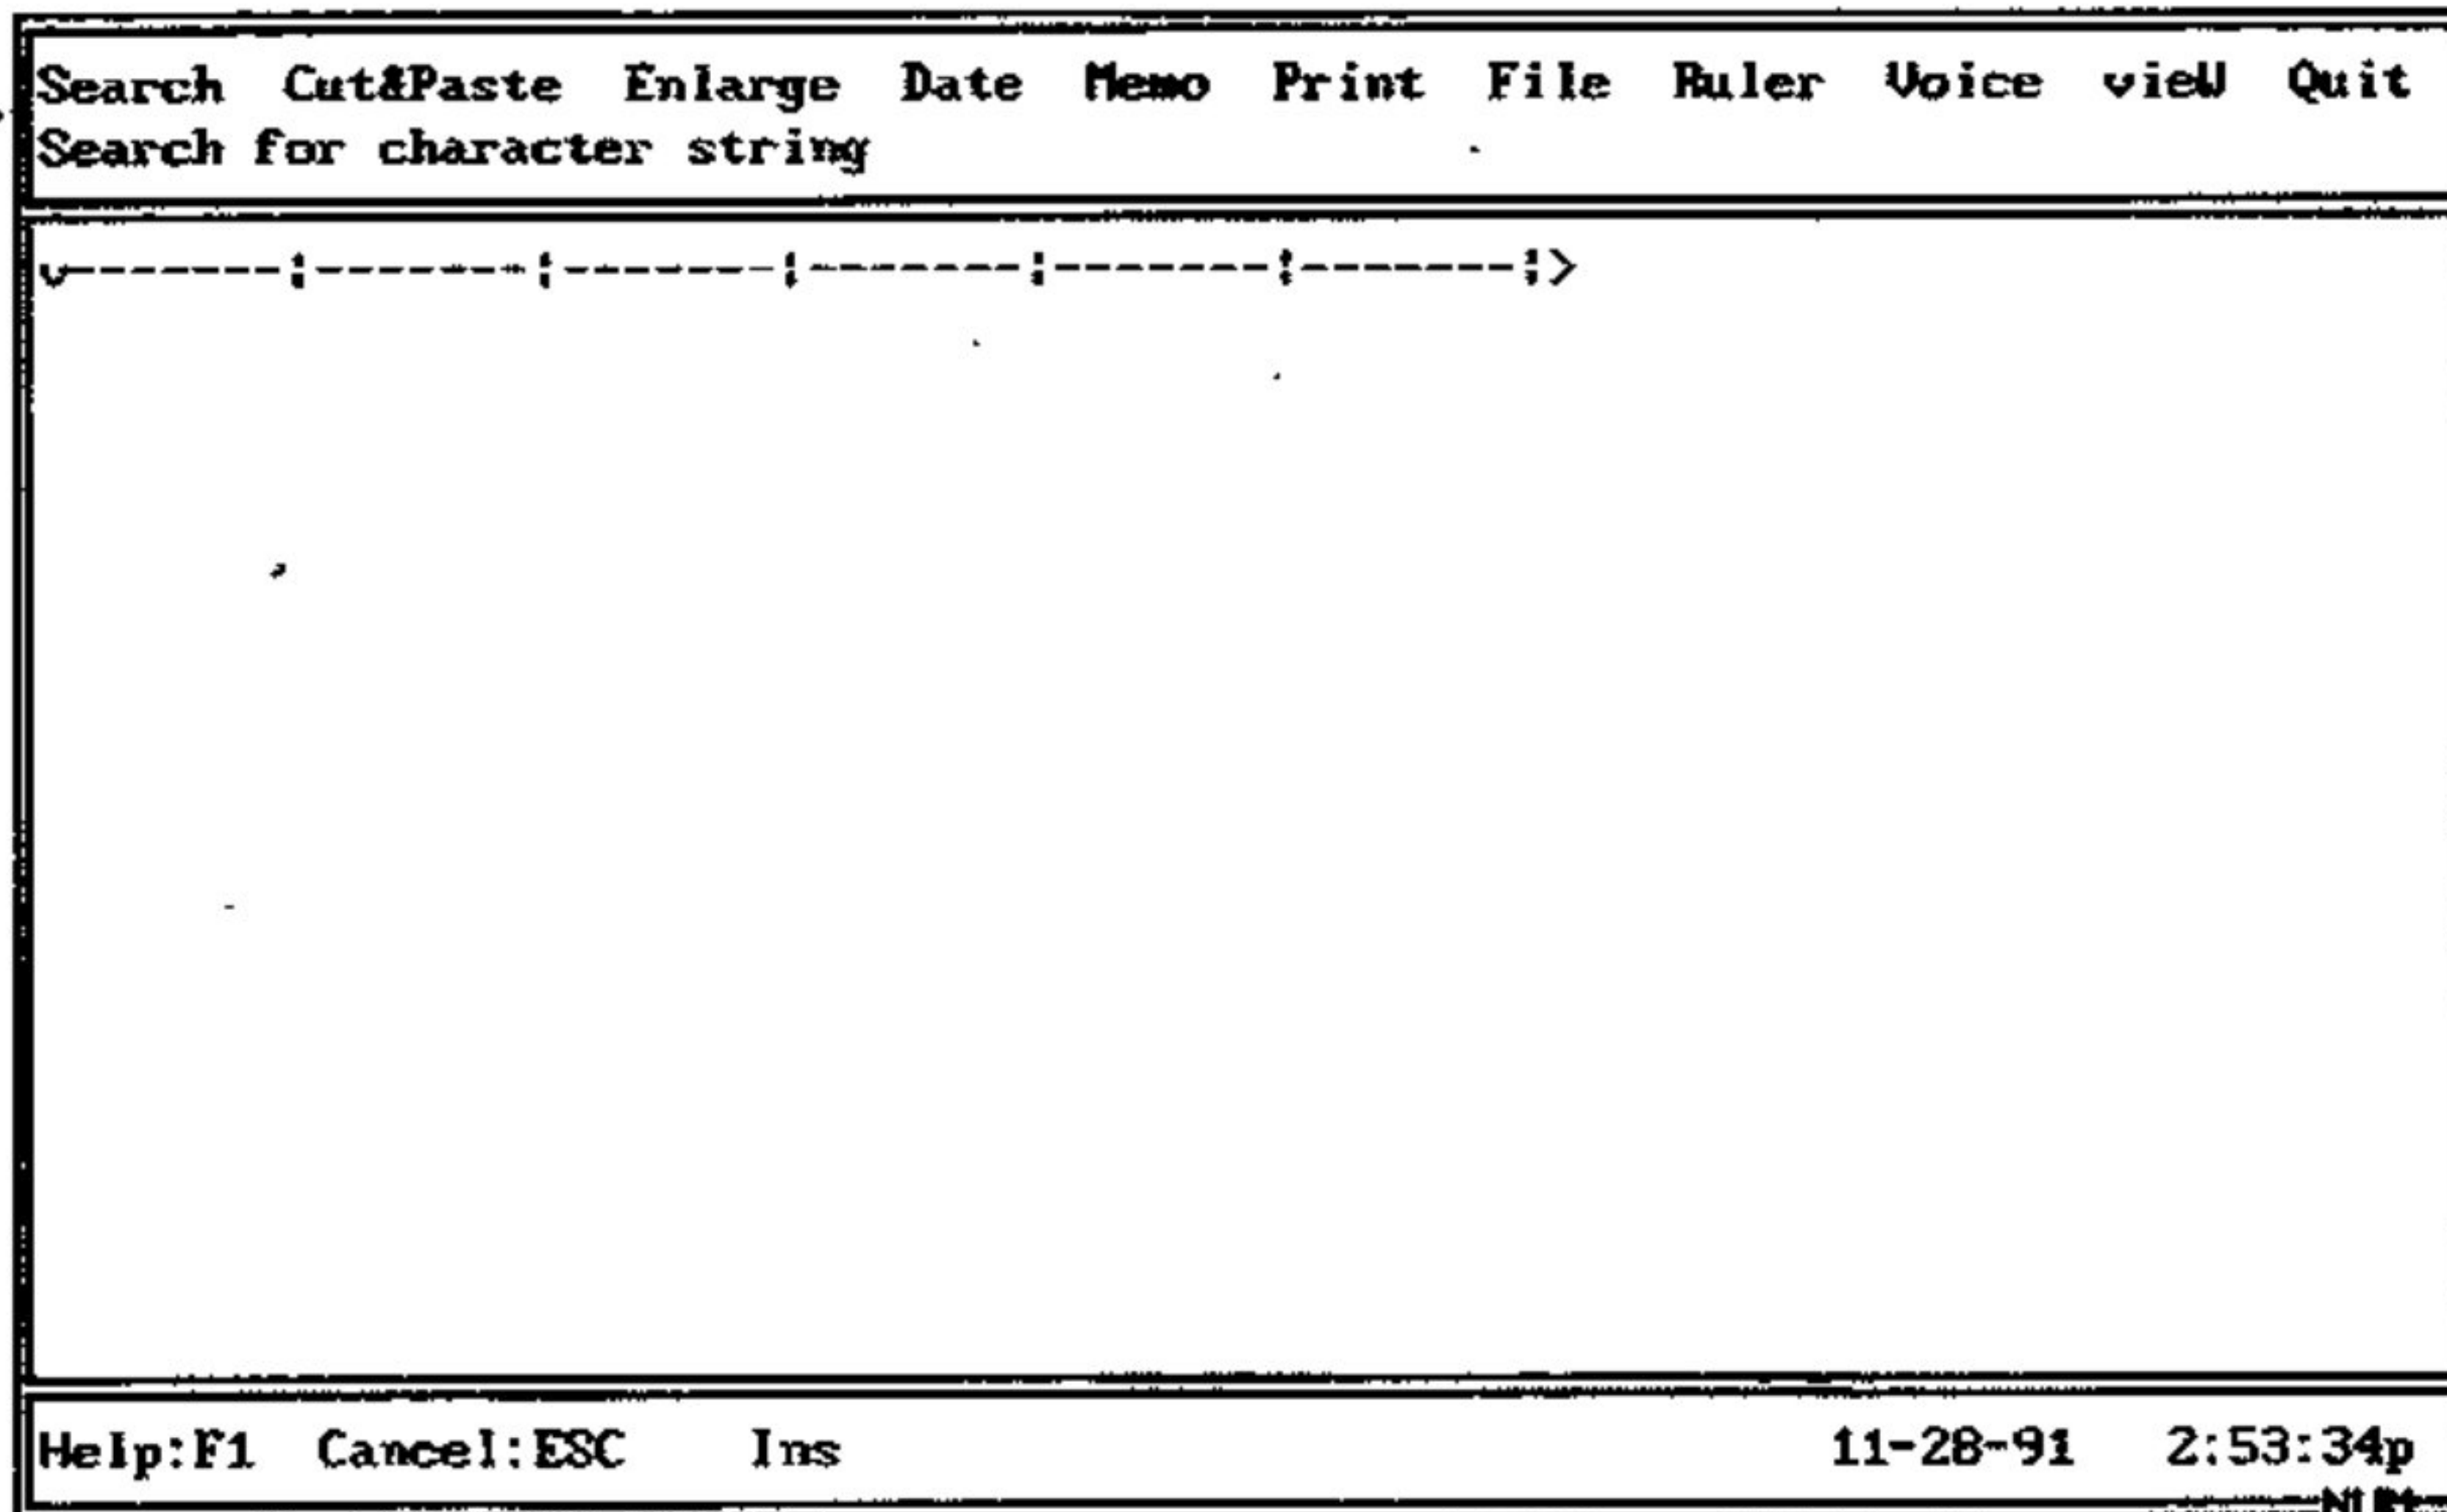 Search  Cut&Paste  Enlarge  Date  Memo  Print  File  Ruler  Voice  vieW  Quit
Search for character string
v-------¦-------¦-------¦-------¦-------¦-------¦>
Help:F1  Cancel:ESC    Ins    11-28-91   2:53:34p
NUM